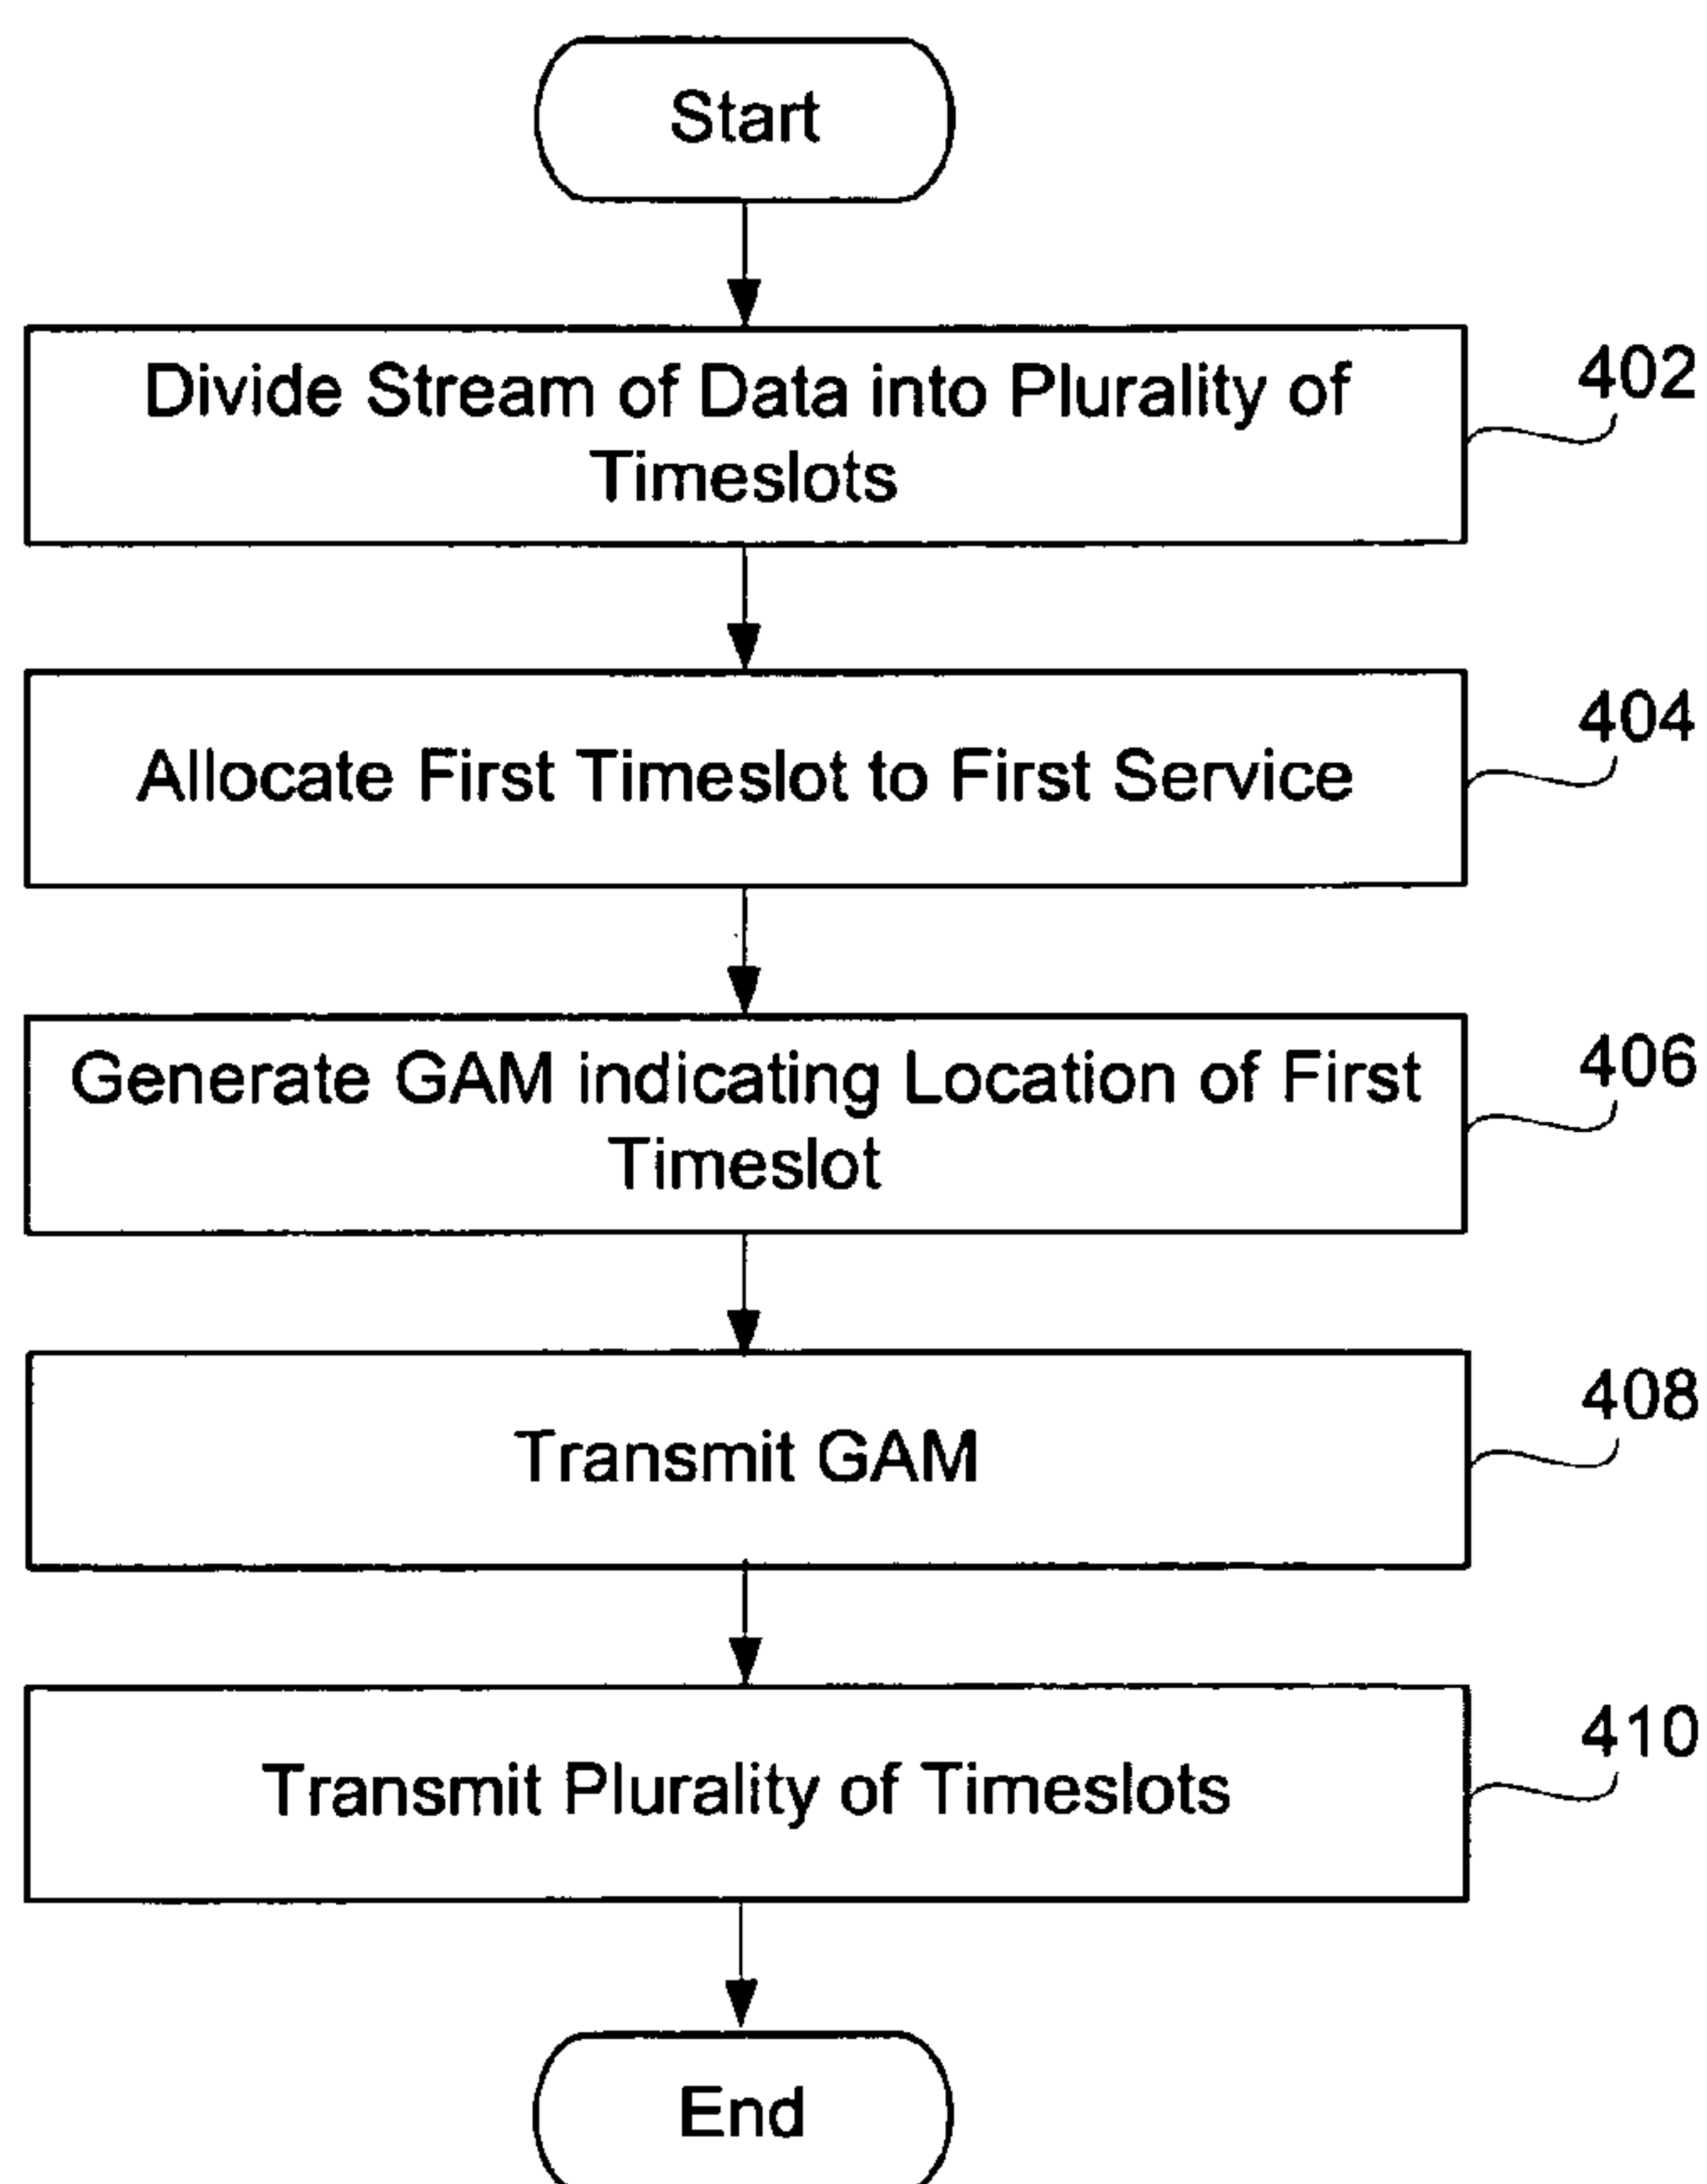 Start
Divide Stream of Data into Plurality of
Timeslots
402
Allocate First Timeslot to First Service
404
Generate GAM indicating Location of First
Timeslot
406
Transmit GAM
408
Transmit Plurality of Timeslots
410
End